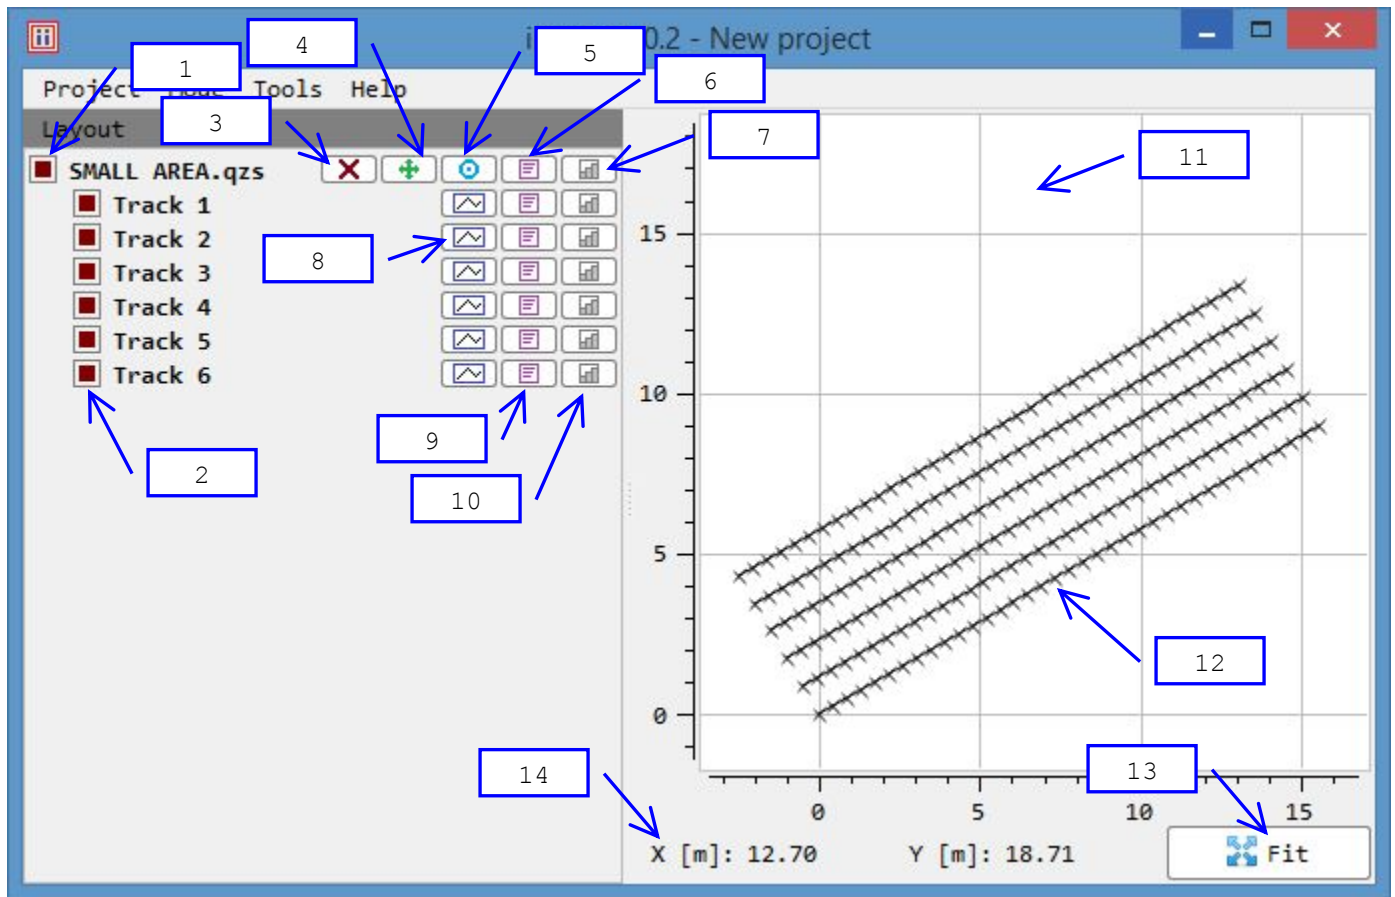 0.2 - New project
1
4
5
6
Project Tools Help
3
7
Layout
11
SMALL AREA.qzs
Track 1
Track 2
8
Track 3
Track 4
Track 5
Track 6
9
2
10
12
15
10
5
0
13
14
0 5 10 15
X [m]: 12.70 Y [m]: 18.71 Fit